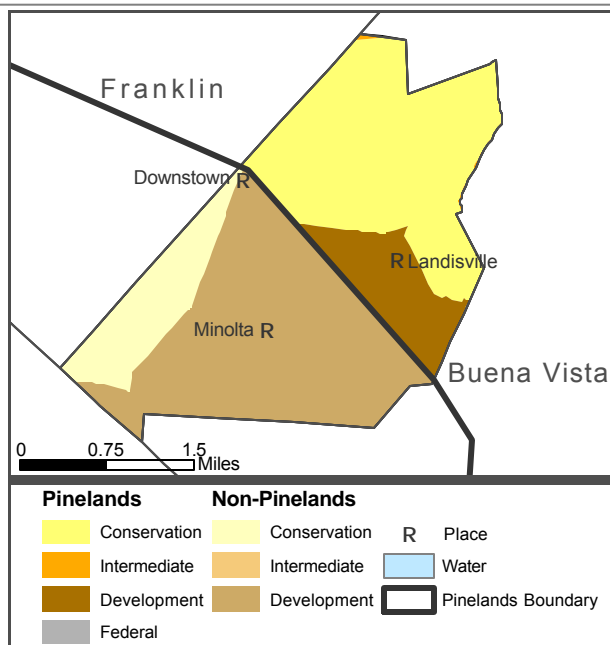 Franklin
Downstown R
R Landisville
Minolta R
Buena Vista
0 0.75 1.5
Miles
Pinelands Non-Pinelands
Conservation Conservation R Place
Intermediate Intermediate Water
Development Development Pinelands Boundary
Federal